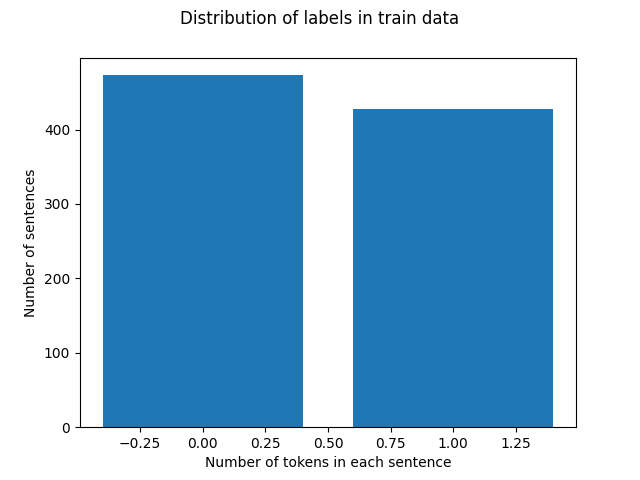 Distribution of labels in train data
Number of sentences
400
300
200
100
0
−0.25 0.00 0.25 0.50 0.75 1.00 1.25
Number of tokens in each sentence